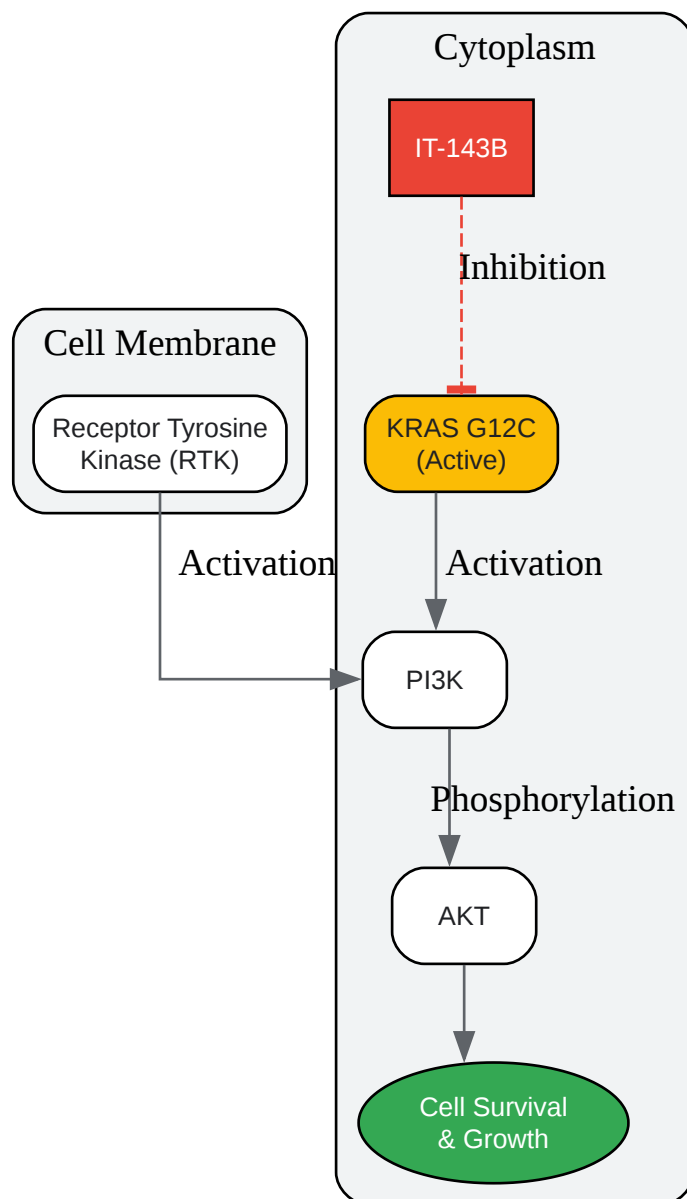 Cytoplasm
IT-143B
Inhibition
Cell Membrane
Receptor Tyrosine
Kinase (RTK)
KRAS G12C
(Active)
Activation
Activation
PI3K
Phosphorylation
AKT
Cell Survival
& Growth